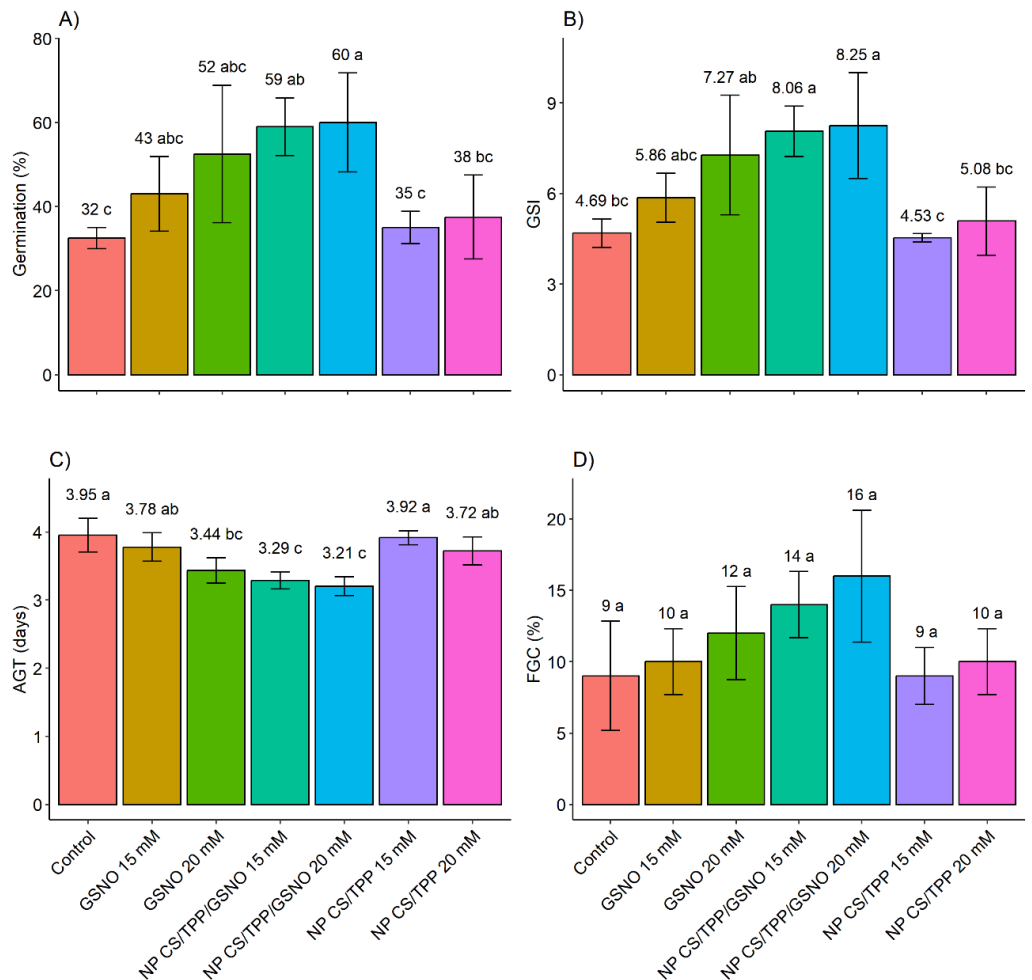 A)
Germination (%)
80
60
40
20
0
32 c
43 abc
52 abc
59 ab
60 a
35 c
38 bc
B)
GSI
9
6
3
0
4.69 bc
5.86 abc
7.27 ab
8.06 a
8.25 a
4.53 c
5.08 bc
C)
AGT (days)
4
3
2
1
0
3.95 a
3.78 ab
3.44 bc
3.29 c
3.21 c
3.92 a
3.72 ab
Control
GSNO 15 mM
GSNO 20 mM
NP CS/TPP/GSNO 15 mM
NP CS/TPP/GSNO 20 mM
NP CS/TPP 15 mM
NP CS/TPP 20 mM
D)
FGC (%)
20
15
10
5
0
9 a
10 a
12 a
14 a
16 a
9 a
10 a
Control
GSNO 15 mM
GSNO 20 mM
NP CS/TPP/GSNO 15 mM
NP CS/TPP/GSNO 20 mM
NP CS/TPP 15 mM
NP CS/TPP 20 mM